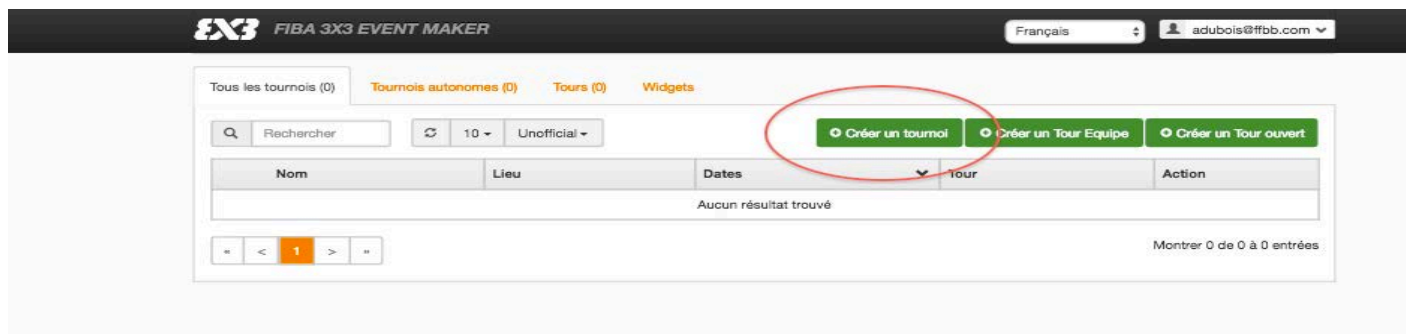 3X3 FIBA 3X3 EVENT MAKER Français adubois@ffbb.com
Tous les tournois (0) Tournois autonomes (0) Tours (0) Widgets
Rechercher 10 Unofficial Créer un tournoi Créer un Tour Equipe Créer un Tour ouvert
Nom Lieu Dates Tour Action
Aucun résultat trouvé
« < 1 > » Montrer 0 de 0 à 0 entrées